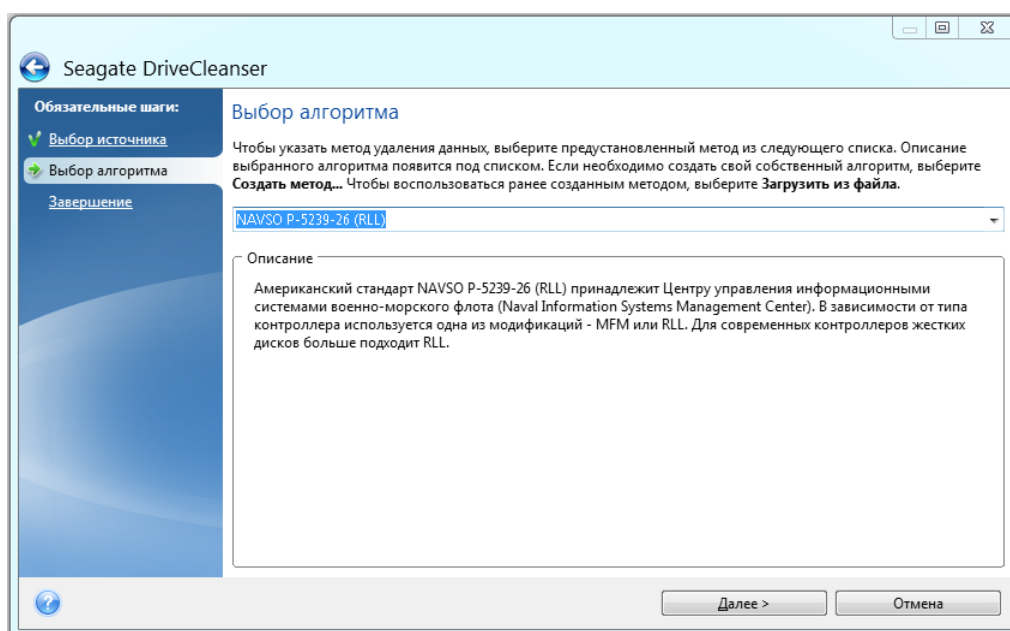 Seagate DriveCleanser
Обязательные шаги:
Выбор источника
Выбор алгоритма
Завершение
Выбор алгоритма
Чтобы указать метод удаления данных, выберите предустановленный метод из следующего списка. Описание
выбранного алгоритма появится под списком. Если необходимо создать свой собственный алгоритм, выберите
Создать метод... Чтобы воспользоваться ранее созданным методом, выберите Загрузить из файла.
NAVSO P-5239-26 (RLL)
Описание
Американский стандарт NAVSO P-5239-26 (RLL) принадлежит Центру управления информационными
системами военно-морского флота (Naval Information Systems Management Center). В зависимости от типа
контроллера используется одна из модификаций - MFM или RLL. Для современных контроллеров жестких
дисков больше подходит RLL.
Далее >
Отмена